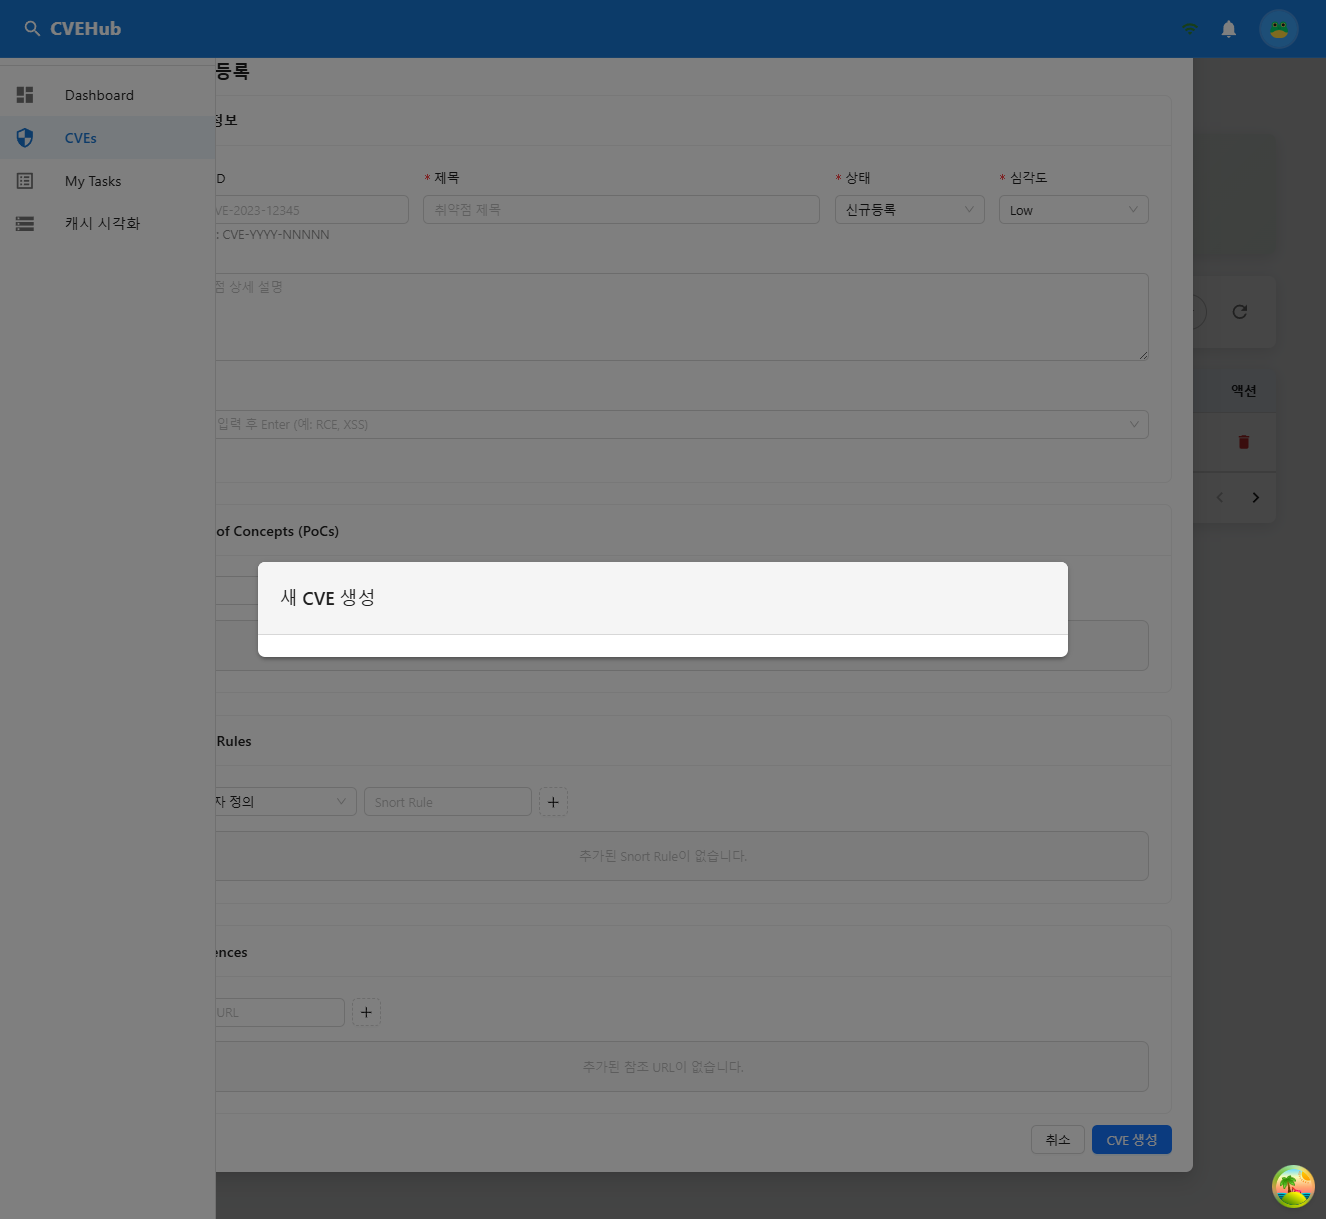 CVEHub
Dashboard
CVEs
My Tasks
캐시 시각화
등록
정보
D
* 제목
* 상태
* 심각도
VE-2023-12345
취약점 제목
신규등록
Low
: CVE-YYYY-NNNNN
점 상세 설명
입력 후 Enter (예: RCE, XSS)
액션
of Concepts (PoCs)
새 CVE 생성
Rules
자 정의
Snort Rule
추가된 Snort Rule이 없습니다.
ences
URL
추가된 참조 URL이 없습니다.
취소
CVE 생성